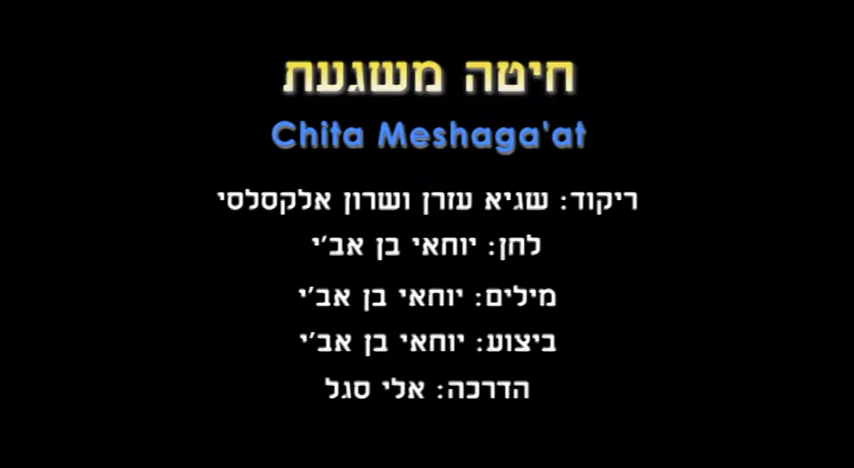 חיטה משגעת
Chita Meshaga'at
ריקוד: שגיא עזרן ושרון אלקסלסי
לחן: יוחאי בן אב'י
מילים: יוחאי בן אב'י
ביצוע: יוחאי בן אב'י
הדרכה: אלי סגל